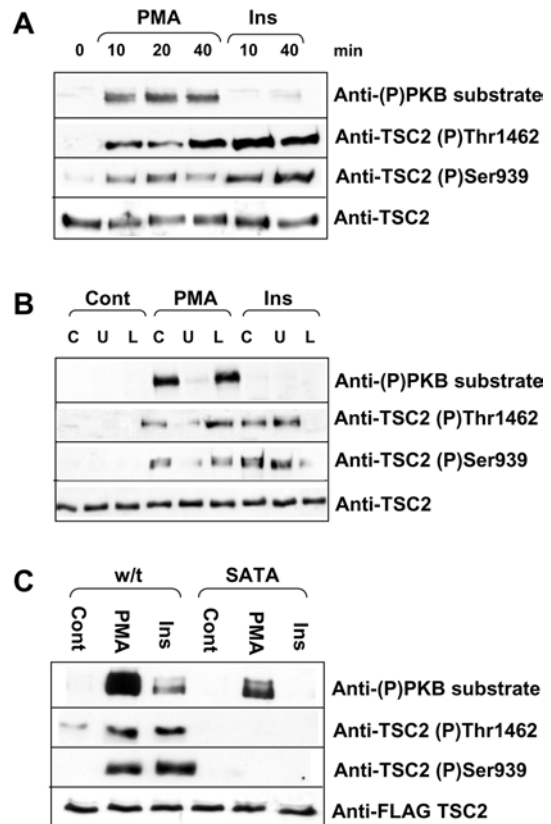 A
PMA Ins
0 10 20 40 10 40 min
Anti-(P)PKB substrate
Anti-TSC2 (P)Thr1462
Anti-TSC2 (P)Ser939
Anti-TSC2
B
Cont PMA Ins
C U L C U L C U L
Anti-(P)PKB substrate
Anti-TSC2 (P)Thr1462
Anti-TSC2 (P)Ser939
Anti-TSC2
C
w/t SATA
Cont PMA Ins Cont PMA Ins
Anti-(P)PKB substrate
Anti-TSC2 (P)Thr1462
Anti-TSC2 (P)Ser939
Anti-FLAG TSC2